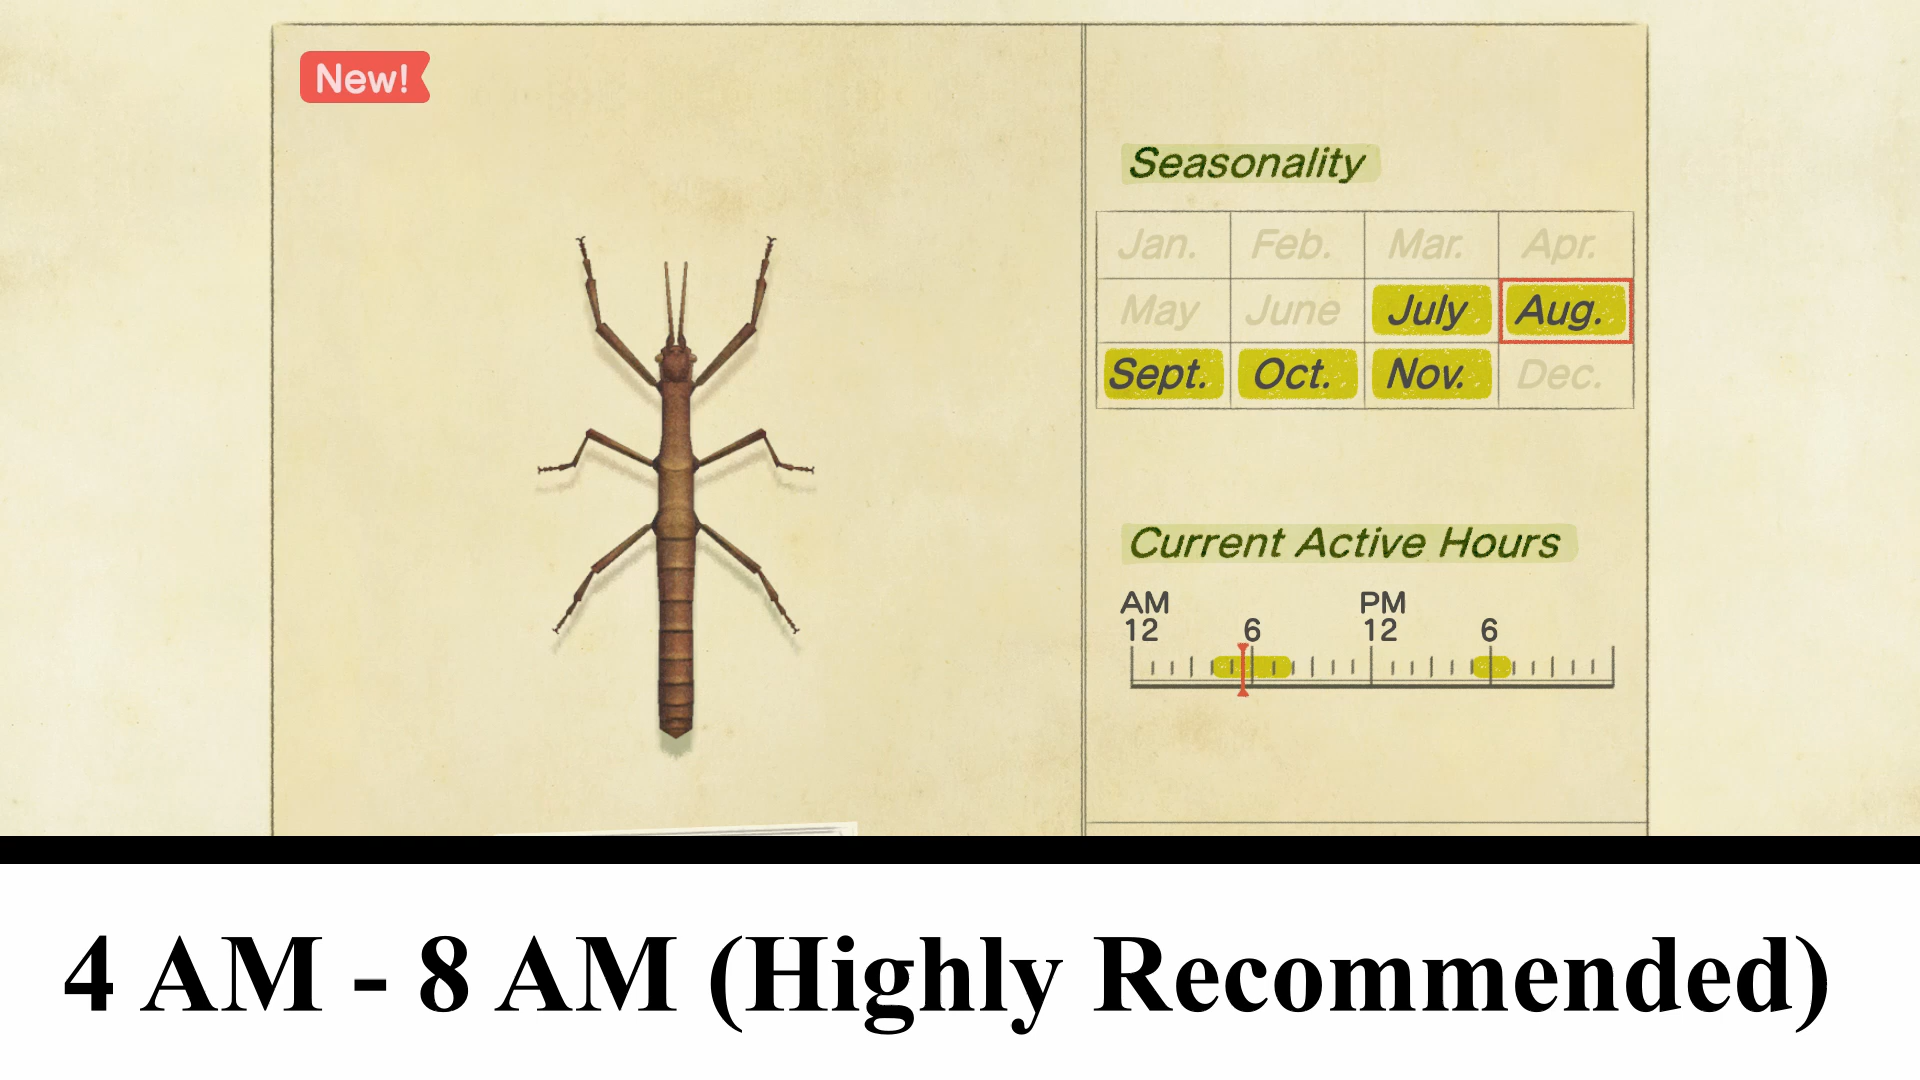 New!
Seasonality
Jan. Feb. Mar. Apr.
May June July Aug.
Sept. Oct. Nov. Dec.
Current Active Hours
AM PM
12 6 12 6
4 AM - 8 AM (Highly Recommended)